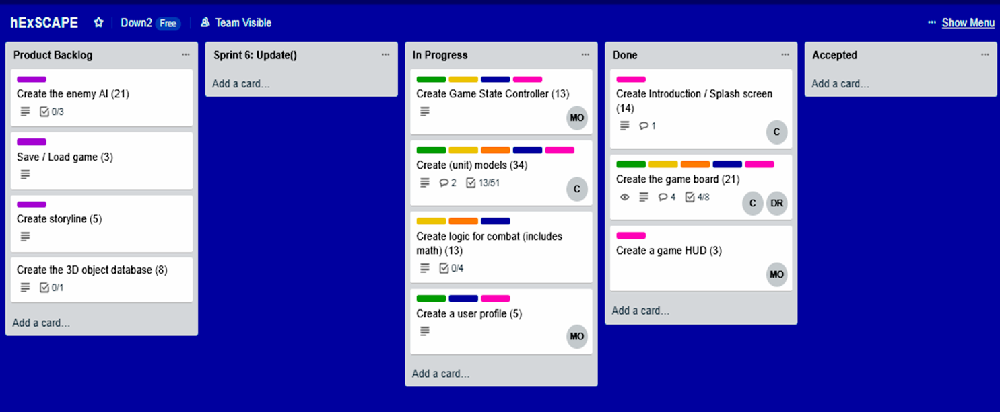 hExSCAPE Down2 Free Team Visible ... Show Menu
Product Backlog ...
Create the enemy AI (21)
0/3
Save / Load game (3)
Create storyline (5)
Create the 3D object database (8)
0/1
Add a card...
Sprint 6: Update() ...
Add a card...
In Progress ...
Create Game State Controller (13)
MO
Create (unit) models (34)
2 13/51
C
Create logic for combat (includes
math) (13)
0/4
Create a user profile (5)
MO
Add a card...
Done ...
Create Introduction / Splash screen
(14)
1
C
Create the game board (21)
4 4/8
C DR
Create a game HUD (3)
MO
Add a card...
Accepted ...
Add a card...